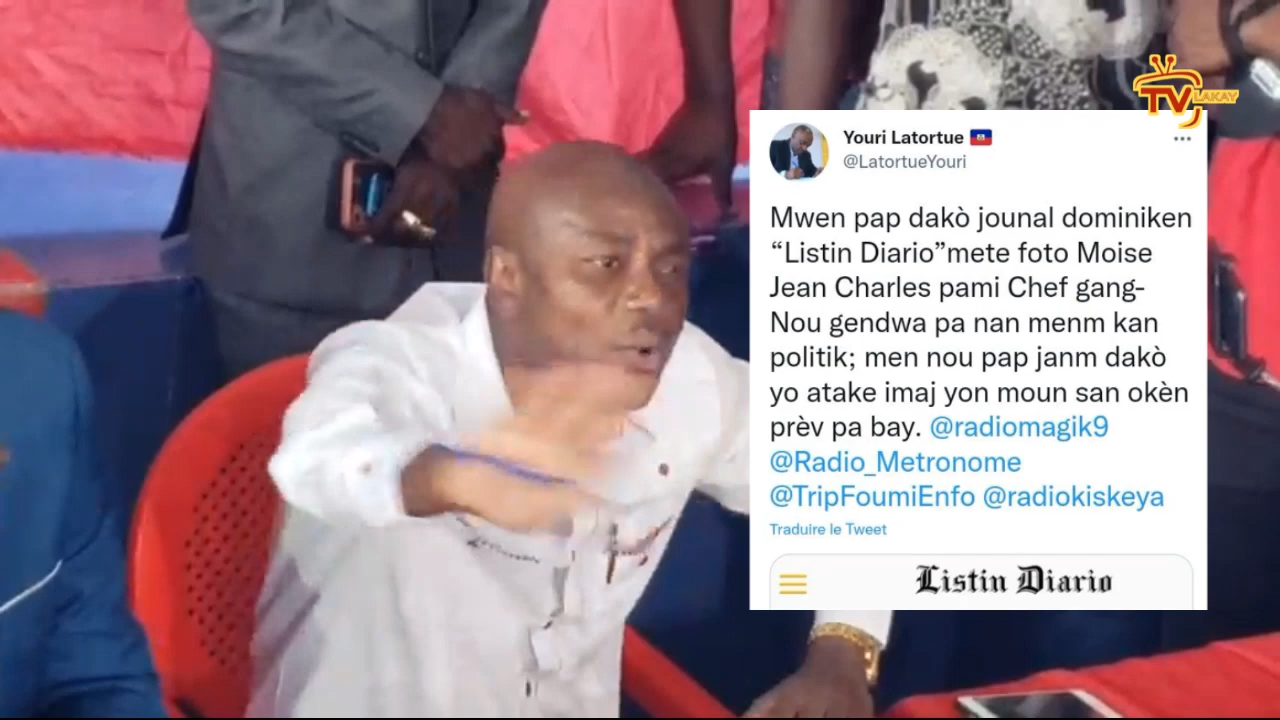 TV LAKAY
Youri Latortue 🇭🇹
@LatortueYouri
Mwen pap dakò jounal dominiken
“Listin Diario”mete foto Moise
Jean Charles pami Chef gang-
Nou gendwa pa nan menm kan
politik; men nou pap janm dakò
yo atake imaj yon moun san okèn
prèv pa bay. @radiomagik9
@Radio_Metronome
@TripFoumiEnfo @radiokiskeya
Traduire le Tweet
Listin Diario